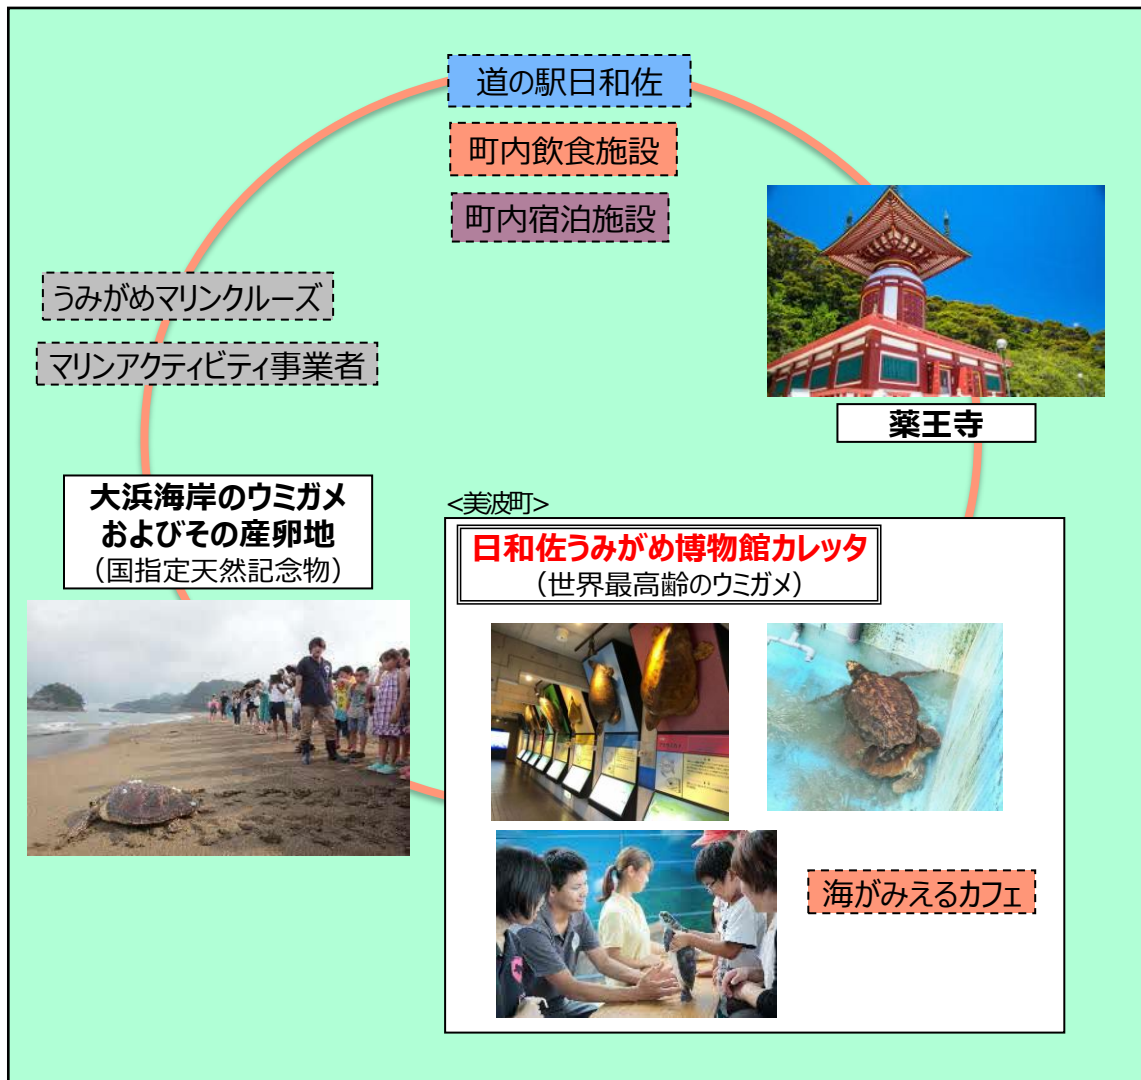 道の駅日和佐
町内飲食施設
町内宿泊施設
うみがめマリンクルーズ
マリンアクティビティ事業者
薬王寺
大浜海岸のウミガメ
およびその産卵地
（国指定天然記念物）
<美波町>
日和佐うみがめ博物館カレッタ
（世界最高齢のウミガメ）
海がみえるカフェ